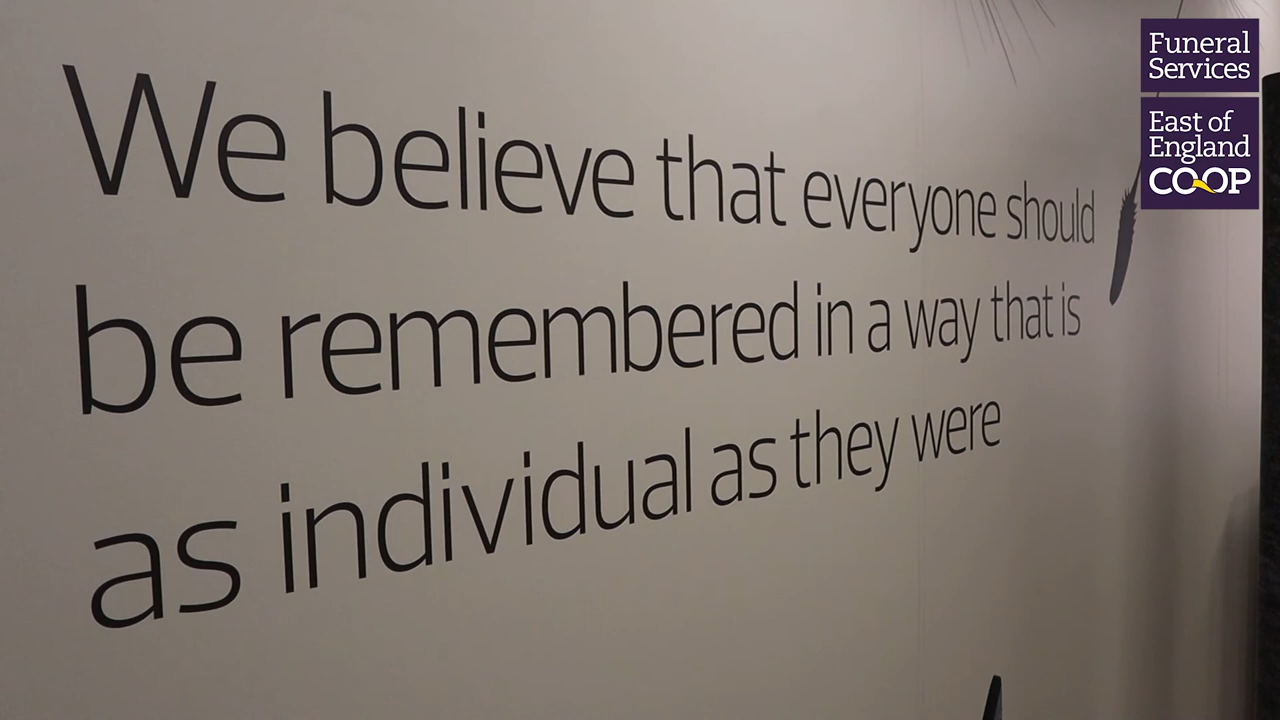 We believe that everyone should
be remembered in a way that is
as individual as they were
Funeral
Services
East of
England
COOP